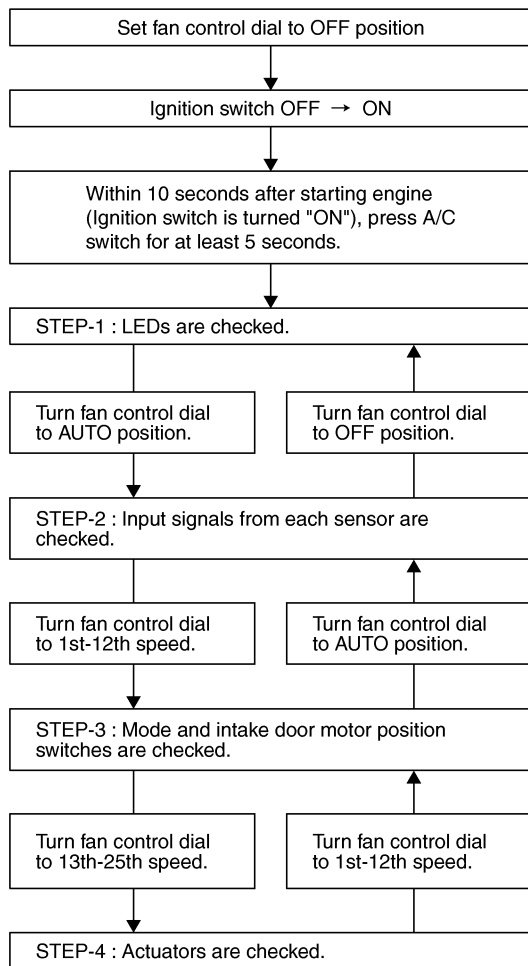 Set fan control dial to OFF position
Ignition switch OFF → ON
Within 10 seconds after starting engine
(Ignition switch is turned "ON"), press A/C
switch for at least 5 seconds.
STEP-1 : LEDs are checked.
Turn fan control dial
to AUTO position.
Turn fan control dial
to OFF position.
STEP-2 : Input signals from each sensor are
checked.
Turn fan control dial
to 1st-12th speed.
Turn fan control dial
to AUTO position.
STEP-3 : Mode and intake door motor position
switches are checked.
Turn fan control dial
to 13th-25th speed.
Turn fan control dial
to 1st-12th speed.
STEP-4 : Actuators are checked.